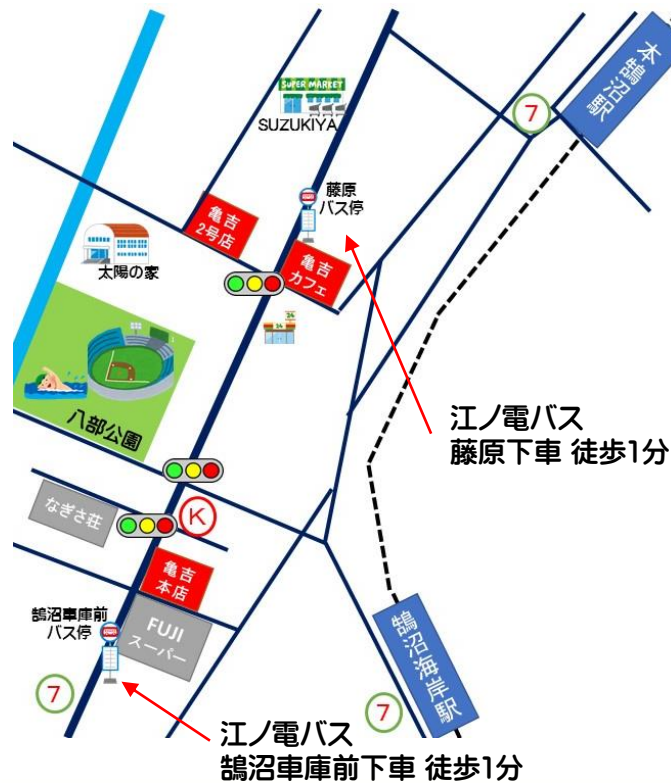 SUPER MARKET
SUZUKIYA
本鵠沼駅
7
藤原
バス停
亀吉
2号店
亀吉
カフェ
太陽の家
24
八部公園
江ノ電バス
藤原下車 徒歩1分
なぎさ荘
K
亀吉
本店
FUJI
スーパー
鵠沼車庫前
バス停
鵠沼海岸駅
7
7
江ノ電バス
鵠沼車庫前下車 徒歩1分